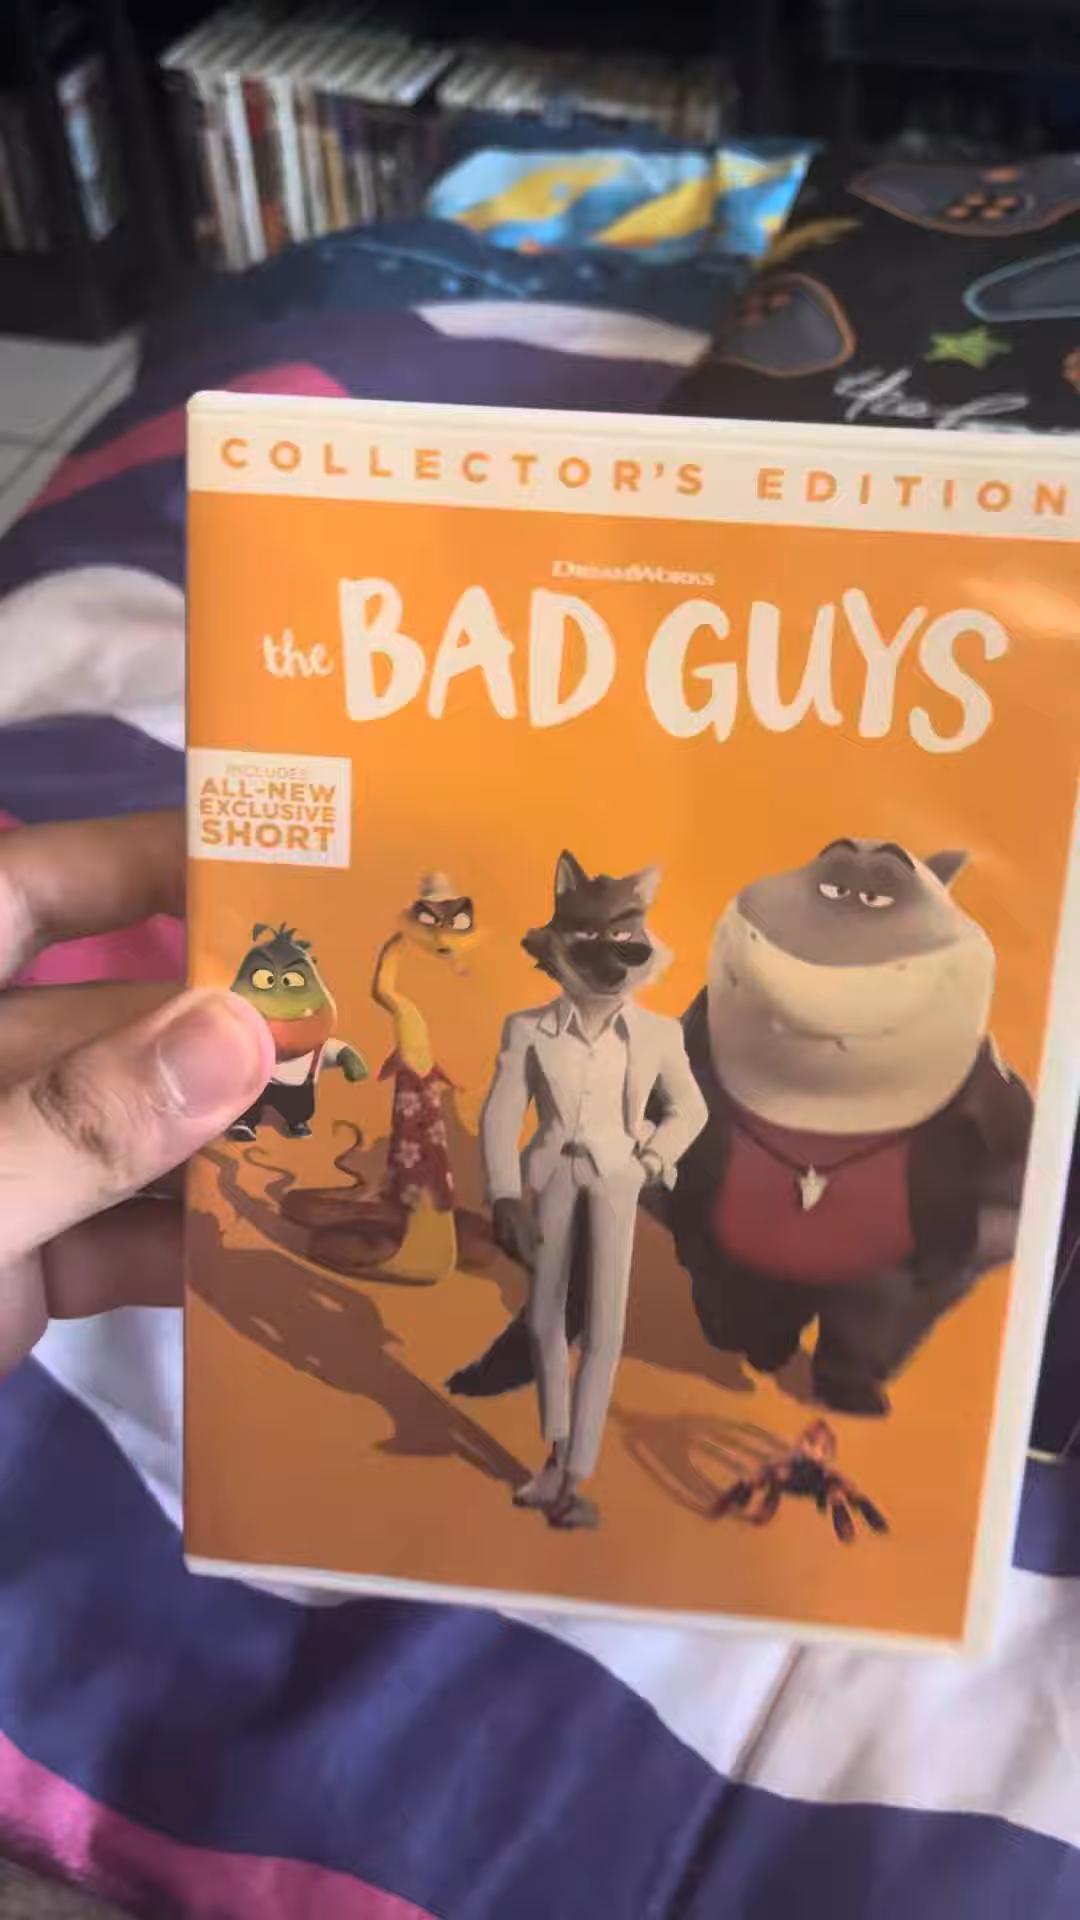 COLLECTOR'S EDITION
DREAMWORKS
the BAD GUYS
INCLUDES
ALL-NEW
EXCLUSIVE
SHORT